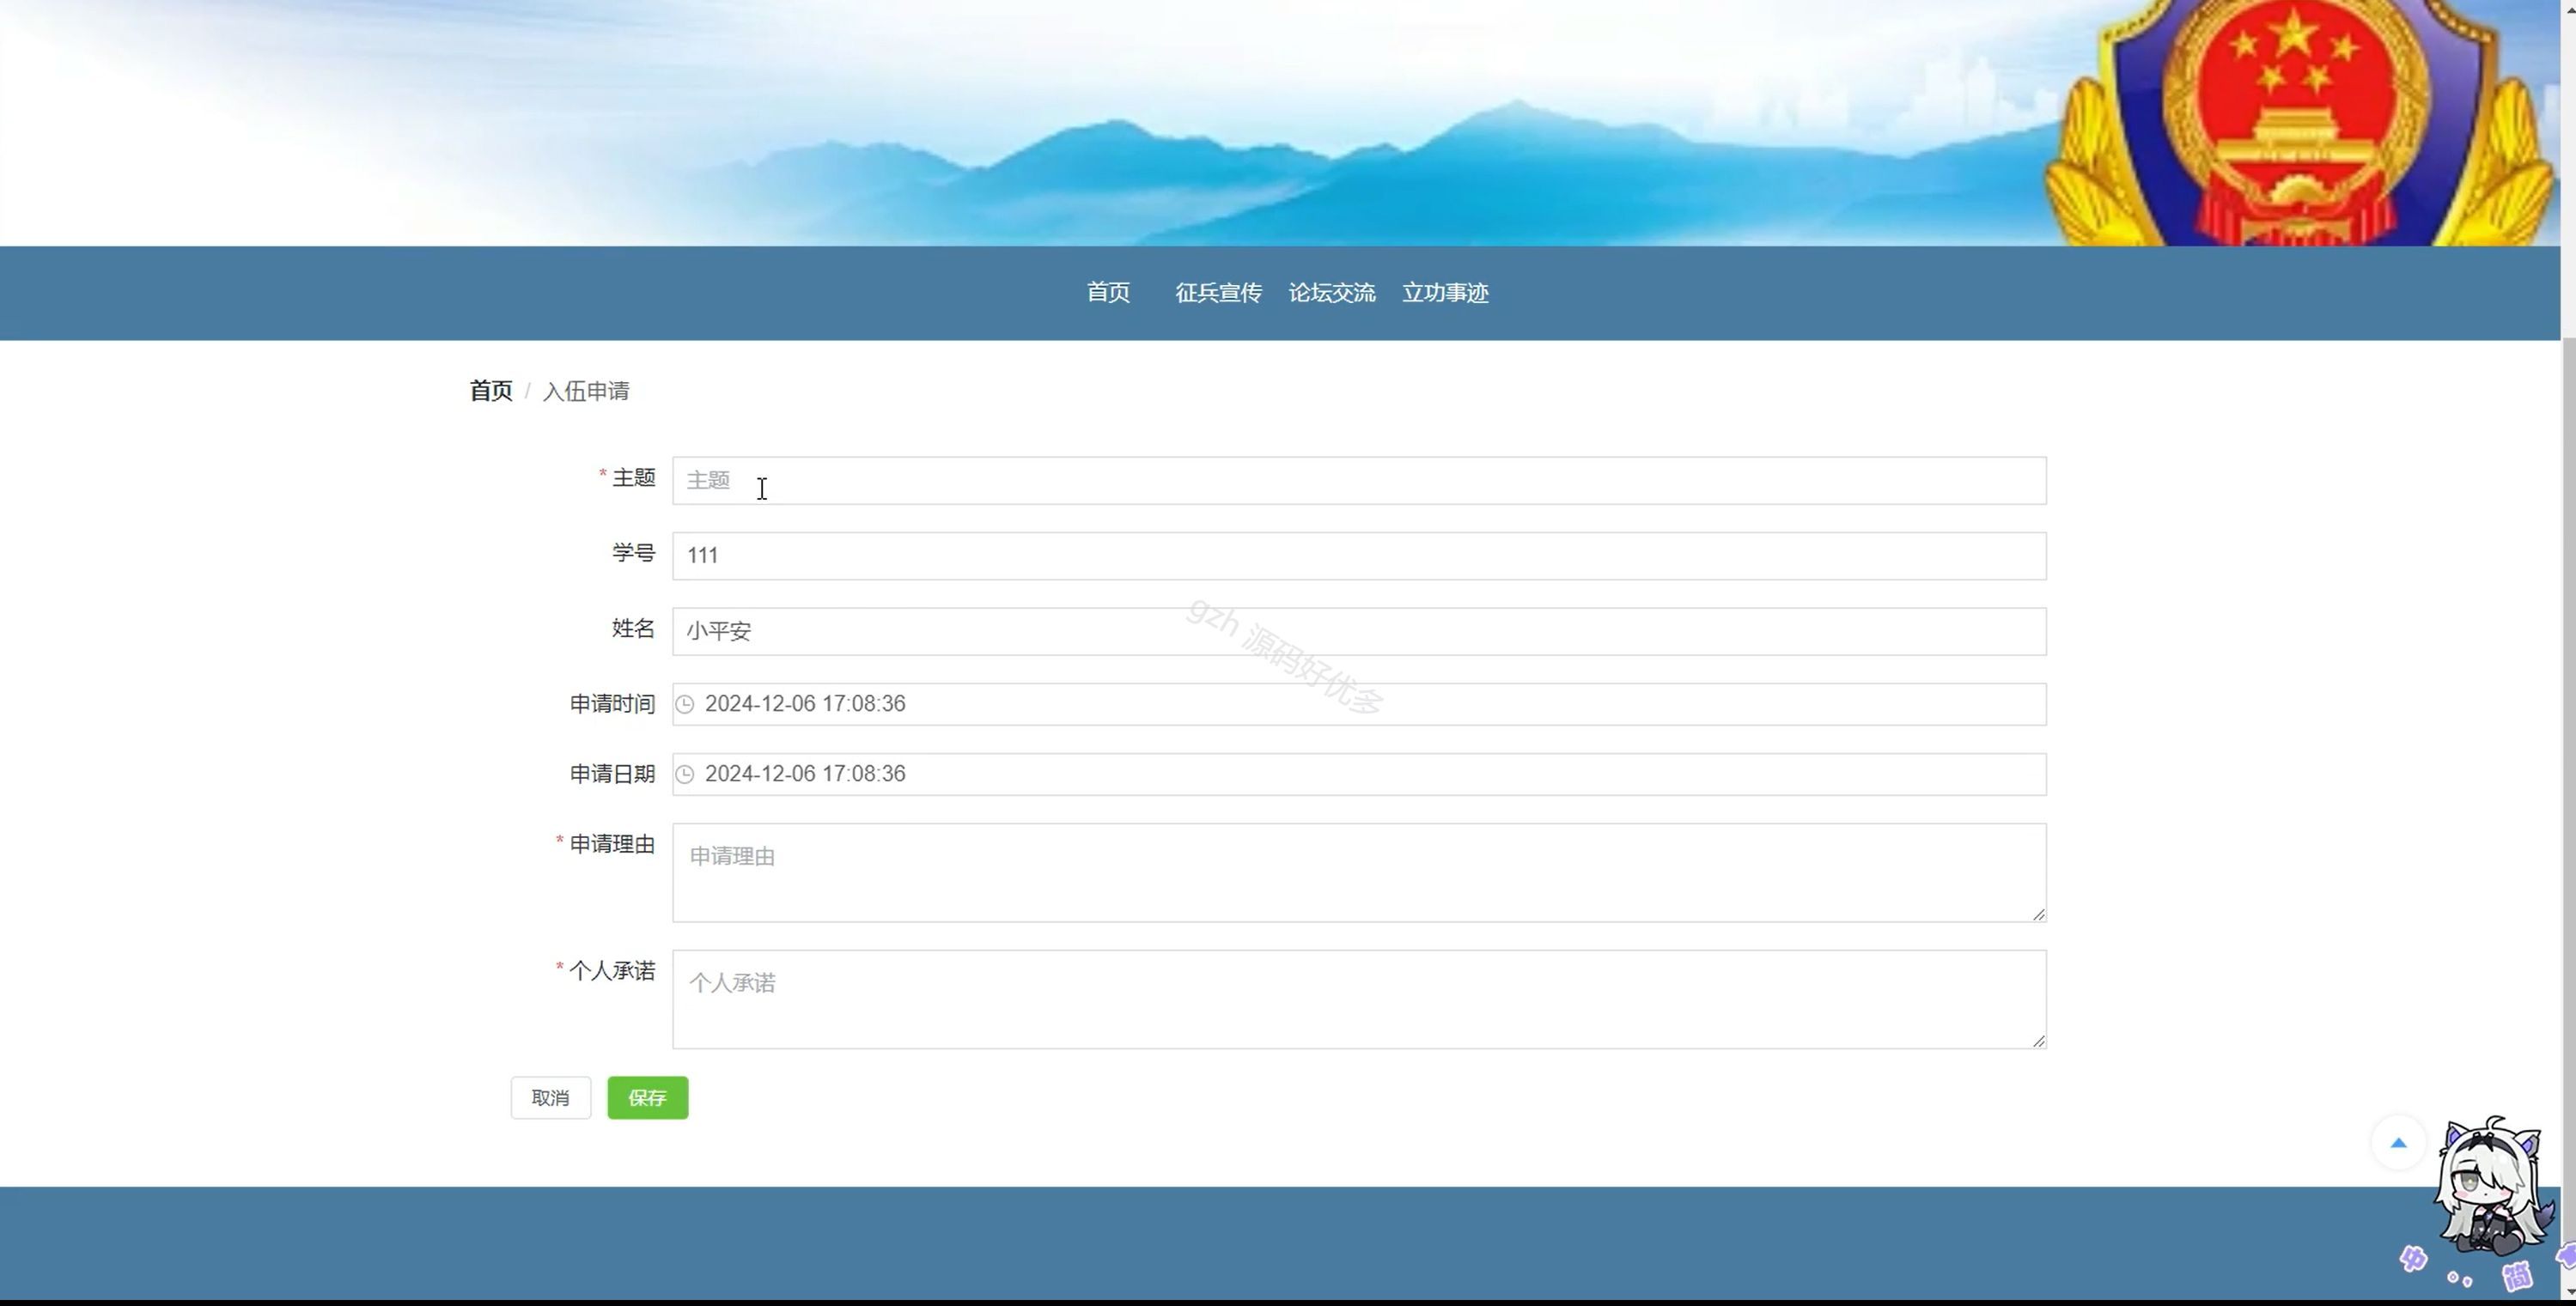 首页 征兵宣传 论坛交流 立功事迹
首页 / 入伍申请
* 主题 主题
学号 111
姓名 小平安
gzh 源码好优多
申请时间 2024-12-06 17:08:36
申请日期 2024-12-06 17:08:36
* 申请理由 申请理由
* 个人承诺 个人承诺
取消 保存
中 简